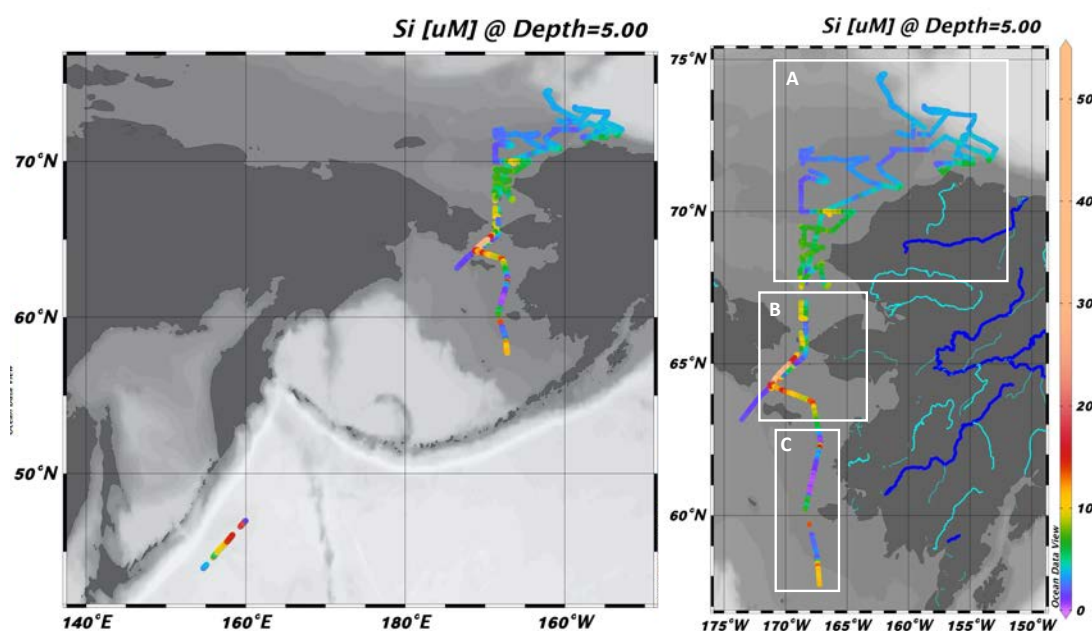 Si [uM] @ Depth=5.00
70°N
60°N
50°N
140°E
160°E
180°E
160°W
Si [uM] @ Depth=5.00
75°N
70°N
65°N
60°N
175°W
170°W
165°W
160°W
155°W
150°W
A
B
C
50
40
30
20
10
0
Ocean Data View